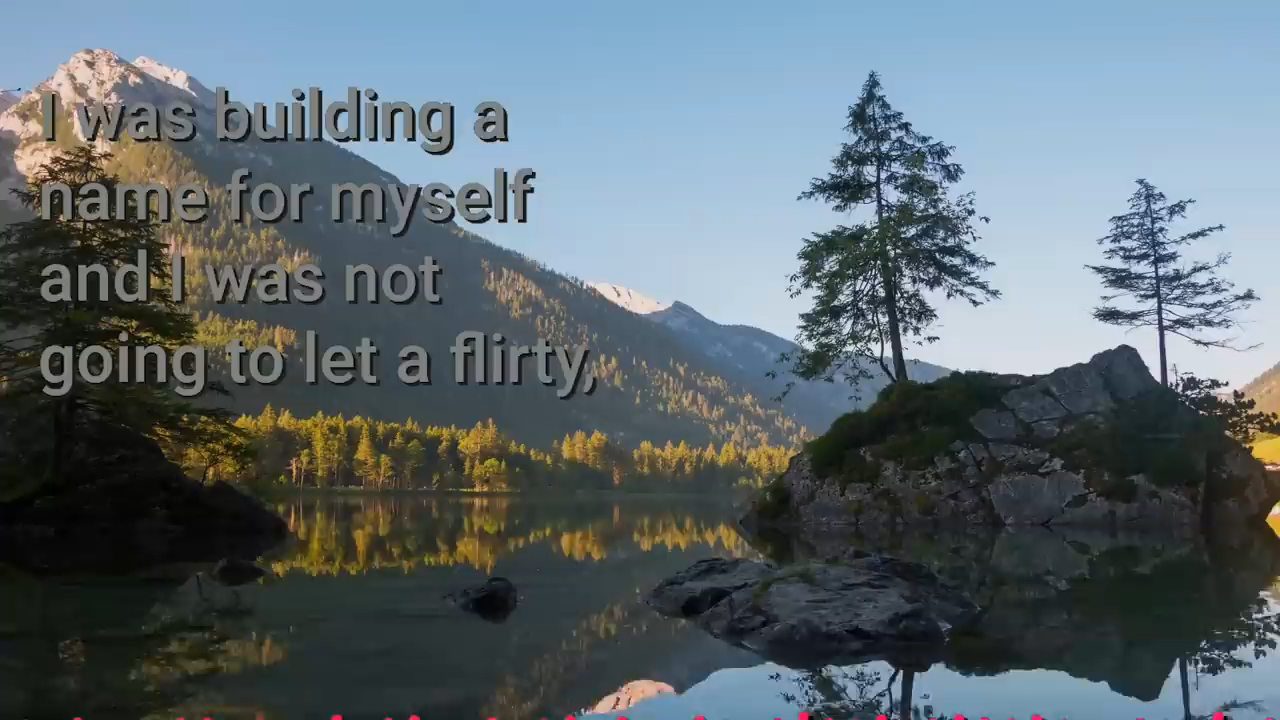 I was building a
name for myself
and I was not
going to let a flirty,